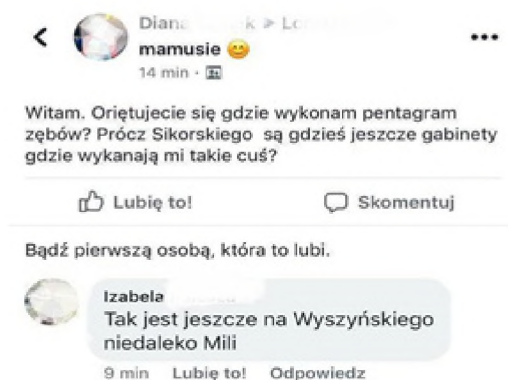 Diana
mamusie 😊
14 min ·
Witam. Oriętujecie się gdzie wykonam pentagram
zębów? Prócz Sikorskiego są gdzieś jeszcze gabinety
gdzie wykanają mi takie cuś?
Lubię to! Skomentuj
Bądź pierwszą osobą, która to lubi.
Izabela
Tak jest jeszcze na Wyszyńskiego
niedaleko Mili
9 min Lubię to! Odpowiedz